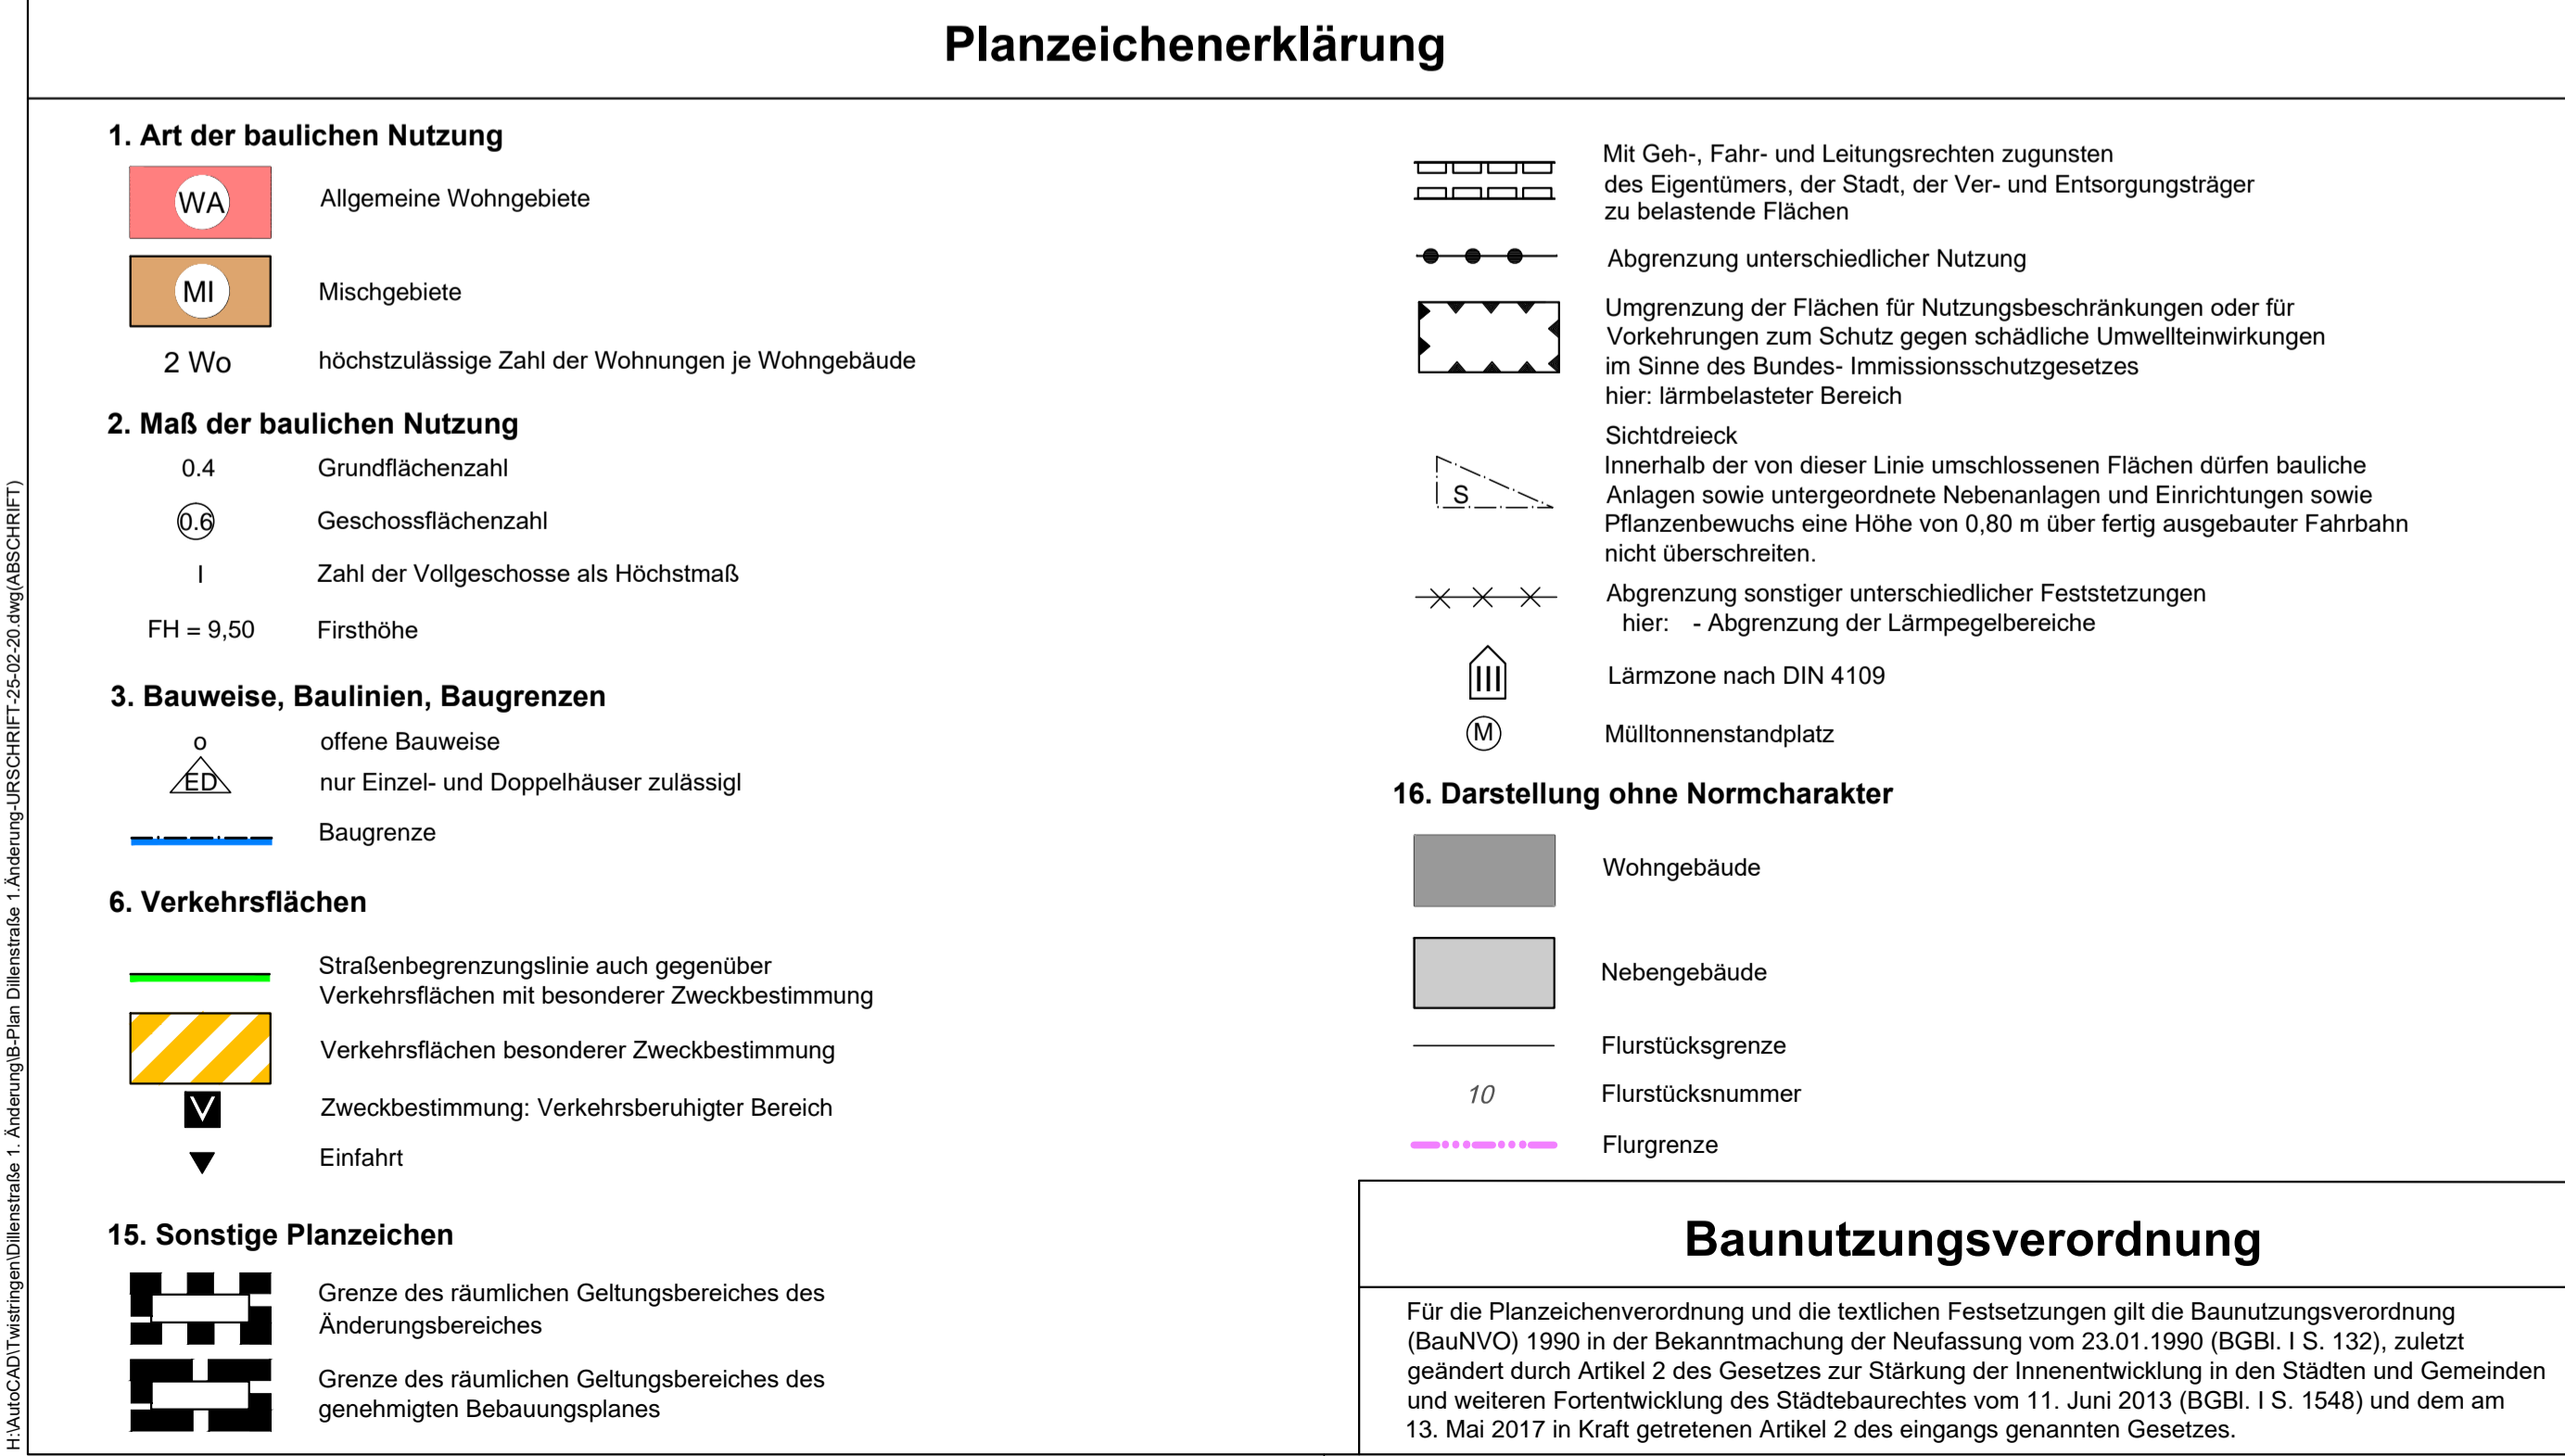 Planzeichenerklärung
1. Art der baulichen Nutzung
WA Allgemeine Wohngebiete
MI Mischgebiete
2 Wo höchstzulässige Zahl der Wohnungen je Wohngebäude
2. Maß der baulichen Nutzung
0.4 Grundflächenzahl
0.6 Geschossflächenzahl
I Zahl der Vollgeschosse als Höchstmaß
FH = 9,50 Firsthöhe
3. Bauweise, Baulinien, Baugrenzen
o offene Bauweise
ED nur Einzel- und Doppelhäuser zulässigl
Baugrenze
6. Verkehrsflächen
Straßenbegrenzungslinie auch gegenüber
Verkehrsflächen mit besonderer Zweckbestimmung
Verkehrsflächen besonderer Zweckbestimmung
V Zweckbestimmung: Verkehrsberuhigter Bereich
Einfahrt
15. Sonstige Planzeichen
Grenze des räumlichen Geltungsbereiches des
Änderungsbereiches
Grenze des räumlichen Geltungsbereiches des
genehmigten Bebauungsplanes
Mit Geh-, Fahr- und Leitungsrechten zugunsten
des Eigentümers, der Stadt, der Ver- und Entsorgungsträger
zu belastende Flächen
Abgrenzung unterschiedlicher Nutzung
Umgrenzung der Flächen für Nutzungsbeschränkungen oder für
Vorkehrungen zum Schutz gegen schädliche Umwellteinwirkungen
im Sinne des Bundes- Immissionsschutzgesetzes
hier: lärmbelasteter Bereich
Sichtdreieck
Innerhalb der von dieser Linie umschlossenen Flächen dürfen bauliche
S Anlagen sowie untergeordnete Nebenanlagen und Einrichtungen sowie
Pflanzenbewuchs eine Höhe von 0,80 m über fertig ausgebauter Fahrbahn
nicht überschreiten.
Abgrenzung sonstiger unterschiedlicher Feststetzungen
hier: - Abgrenzung der Lärmpegelbereiche
III Lärmzone nach DIN 4109
M Mülltonnenstandplatz
16. Darstellung ohne Normcharakter
Wohngebäude
Nebengebäude
Flurstücksgrenze
10 Flurstücksnummer
Flurgrenze
Baunutzungsverordnung
Für die Planzeichenverordnung und die textlichen Festsetzungen gilt die Baunutzungsverordnung
(BauNVO) 1990 in der Bekanntmachung der Neufassung vom 23.01.1990 (BGBl. I S. 132), zuletzt
geändert durch Artikel 2 des Gesetzes zur Stärkung der Innenentwicklung in den Städten und Gemeinden
und weiteren Fortentwicklung des Städtebaurechtes vom 11. Juni 2013 (BGBl. I S. 1548) und dem am
13. Mai 2017 in Kraft getretenen Artikel 2 des eingangs genannten Gesetzes.
H:\AutoCAD\Twistringen\Dillenstraße 1. Änderung\B-Plan Dillenstraße 1.Änderung-URSCHRIFT-25-02-20.dwg(ABSCHRIFT)